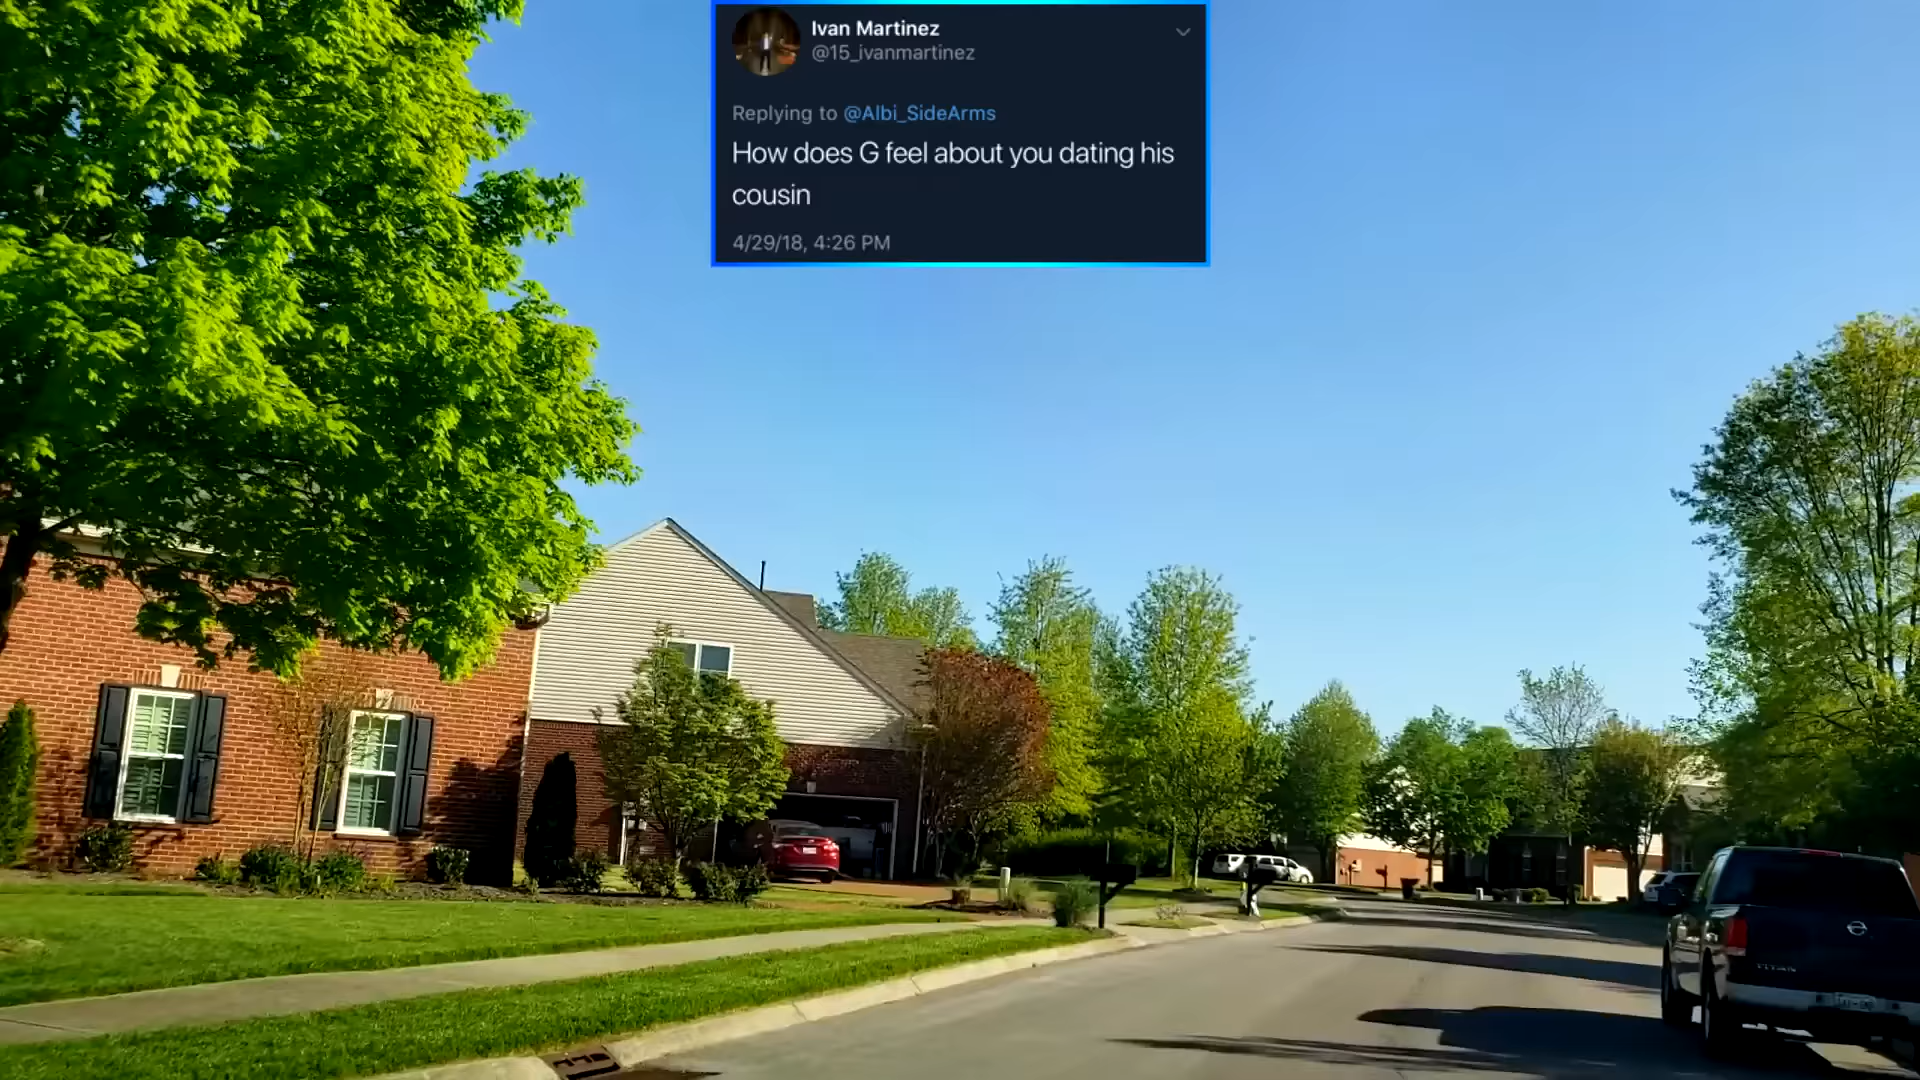 Ivan Martinez
@15_ivanmartinez
Replying to @Albi_SideArms
How does G feel about you dating his
cousin
4/29/18, 4:26 PM
TITAN